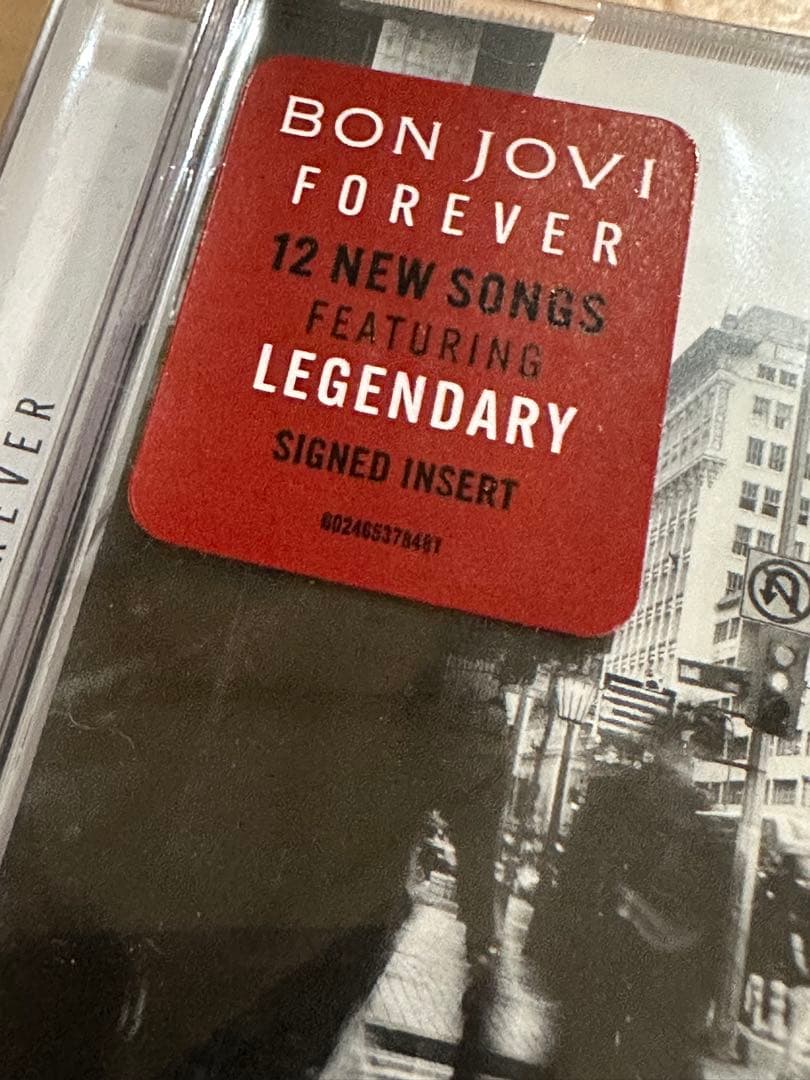 BON JOVI
FOREVER
12 NEW SONGS
FEATURING
LEGENDARY
SIGNED INSERT
602465378481
EVER